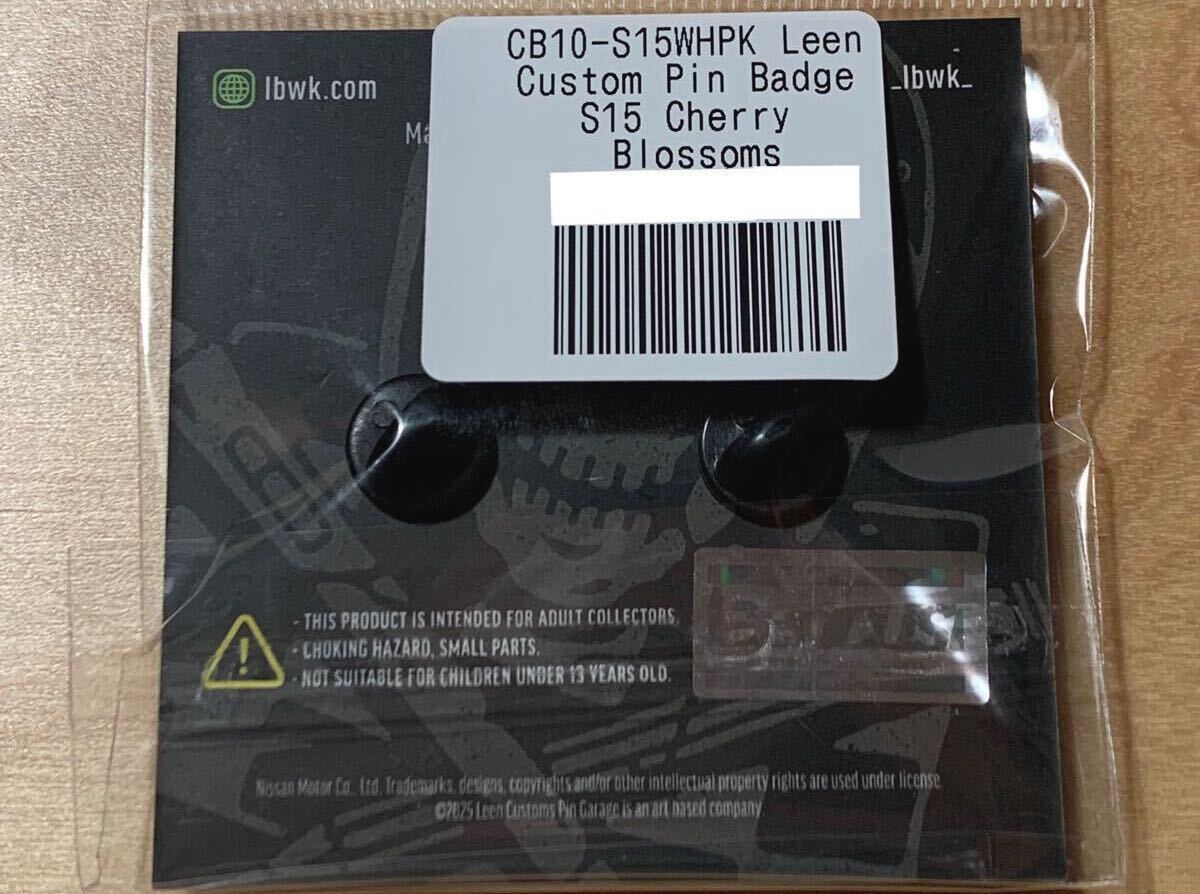 CB10-S15WHPK Leen
Custom Pin Badge
S15 Cherry
Blossoms
lbwk.com
_lbwk_
Ma
- THIS PRODUCT IS INTENDED FOR ADULT COLLECTORS.
- CHOKING HAZARD, SMALL PARTS.
- NOT SUITABLE FOR CHILDREN UNDER 13 YEARS OLD.
Nissan Motor Co., Ltd. Trademarks, designs, copyrights and/or other intellectual property rights are used under license.
©2025 Leen Customs Pin Garage is an art based company